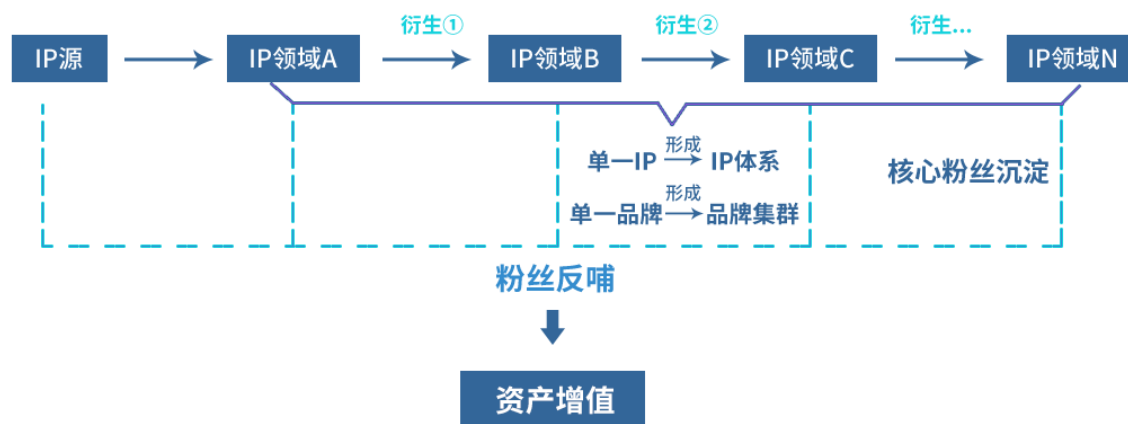 衍生① 衍生② 衍生...
IP源 IP领域A IP领域B IP领域C IP领域N
形成
单一IP IP体系
核心粉丝沉淀
形成
单一品牌 品牌集群
粉丝反哺
资产增值